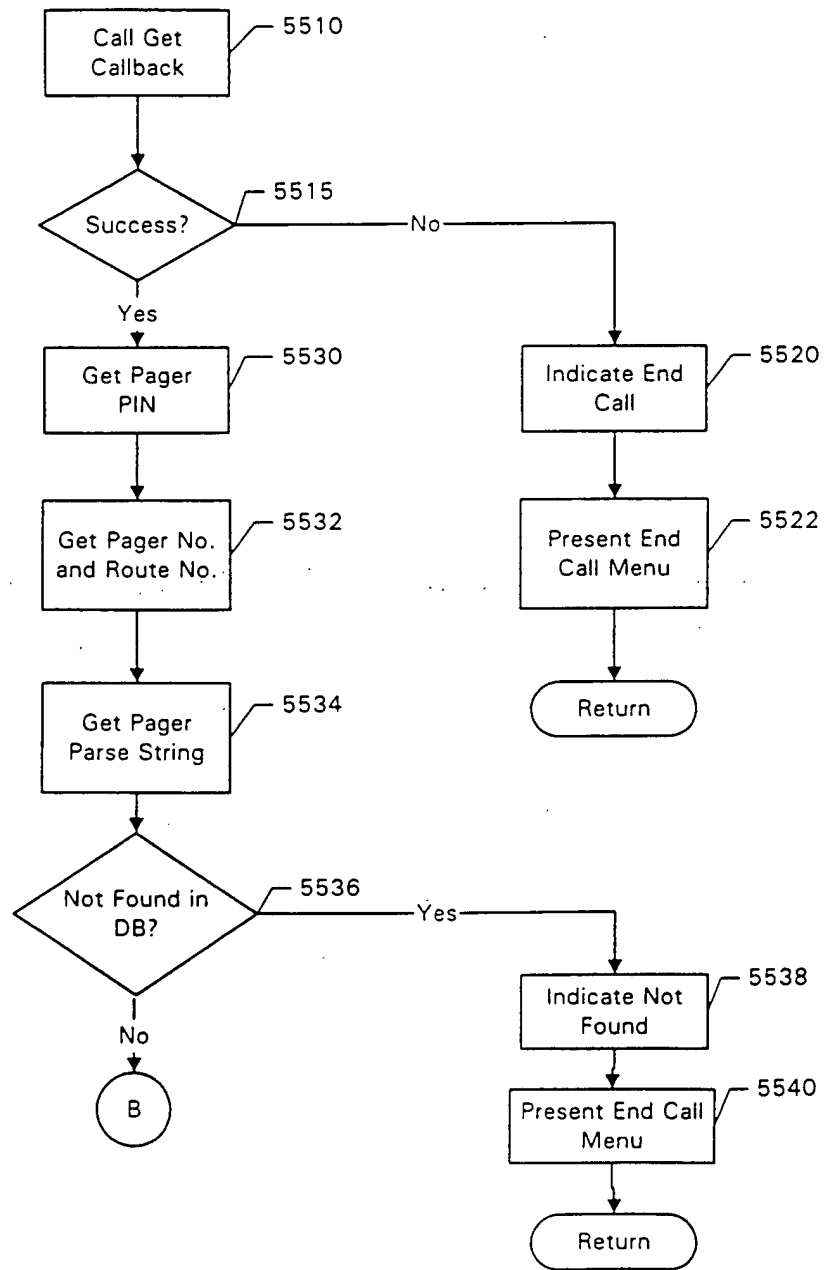 Call Get
Callback
5510
Success?
5515
No
Yes
Get Pager
PIN
5530
Indicate End
Call
5520
Get Pager No.
and Route No.
5532
Present End
Call Menu
5522
Get Pager
Parse String
5534
Return
Not Found in
DB?
5536
Yes
No
Indicate Not
Found
5538
B
Present End Call
Menu
5540
Return